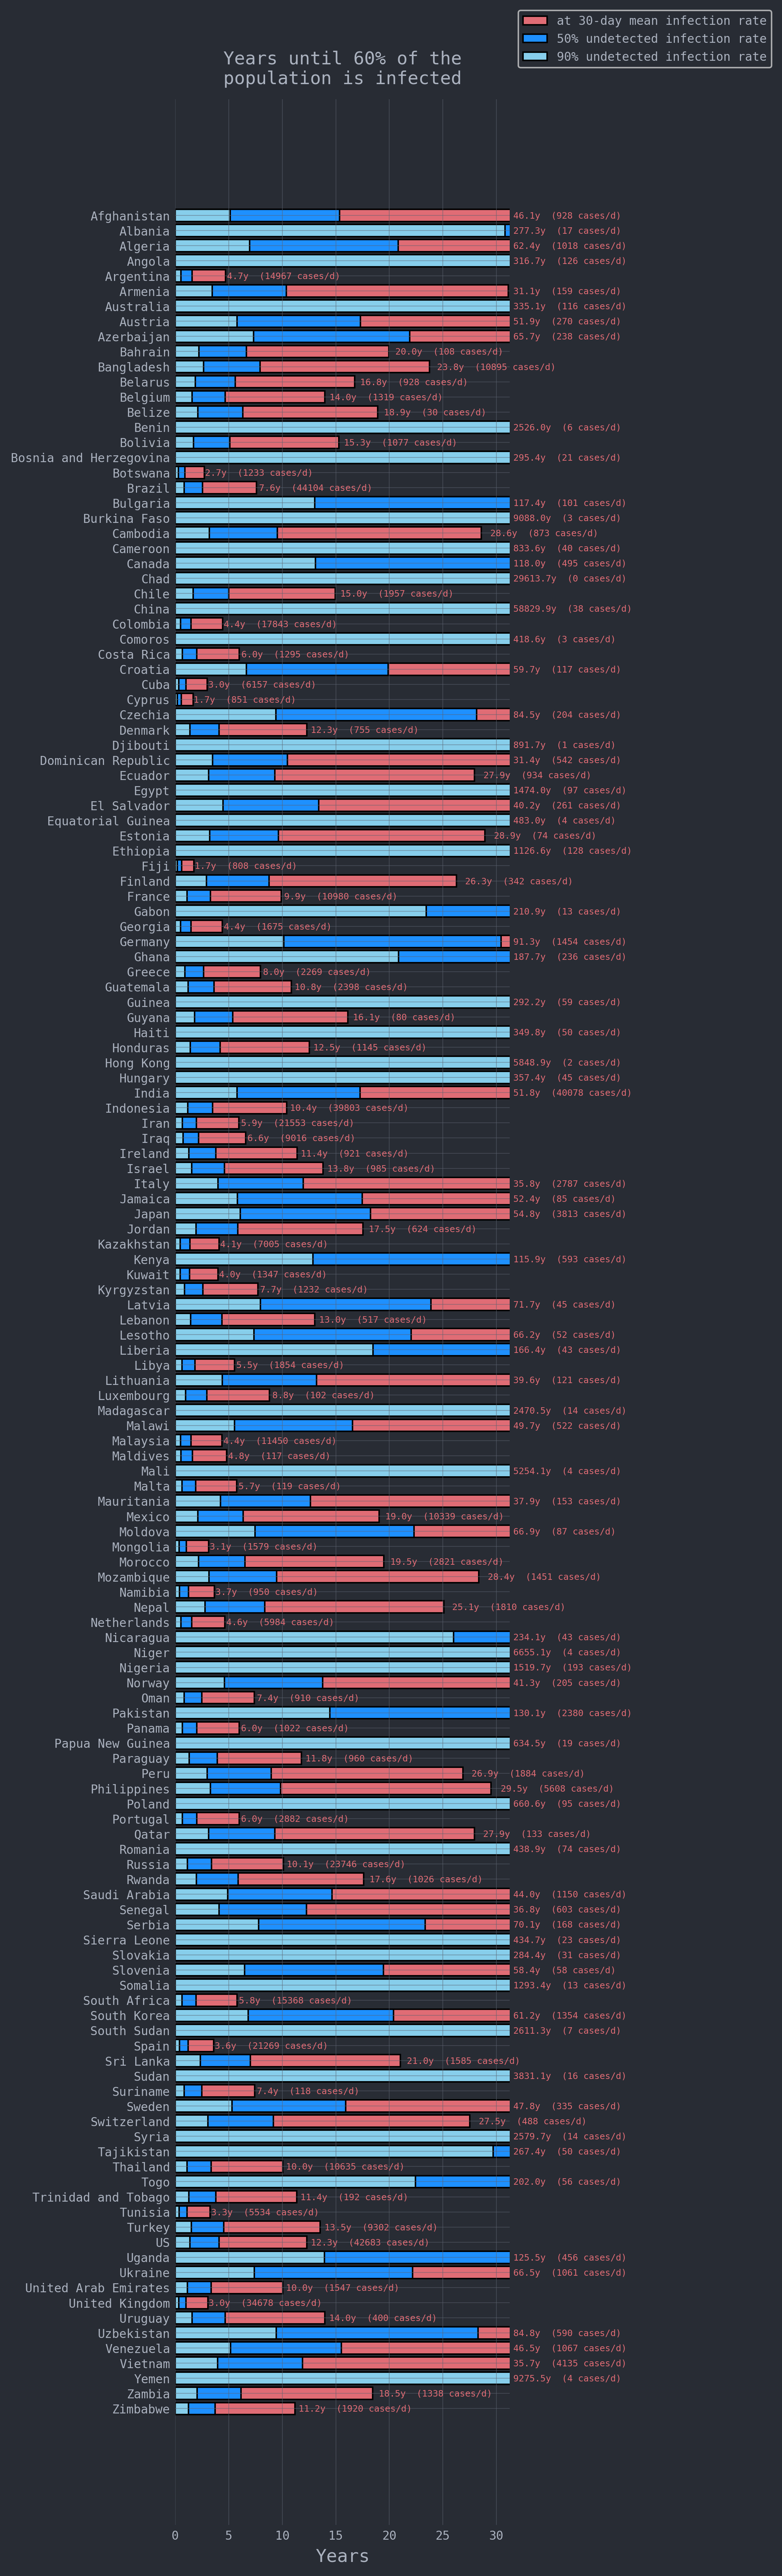 at 30-day mean infection rate
50% undetected infection rate
90% undetected infection rate
Years until 60% of the
population is infected
Afghanistan 46.1y (928 cases/d)
Albania 277.3y (17 cases/d)
Algeria 62.4y (1018 cases/d)
Angola 316.7y (126 cases/d)
Argentina 4.7y (14967 cases/d)
Armenia 31.1y (159 cases/d)
Australia 335.1y (116 cases/d)
Austria 51.9y (270 cases/d)
Azerbaijan 65.7y (238 cases/d)
Bahrain 20.0y (108 cases/d)
Bangladesh 23.8y (10895 cases/d)
Belarus 16.8y (928 cases/d)
Belgium 14.0y (1319 cases/d)
Belize 18.9y (30 cases/d)
Benin 2526.0y (6 cases/d)
Bolivia 15.3y (1077 cases/d)
Bosnia and Herzegovina 295.4y (21 cases/d)
Botswana 2.7y (1233 cases/d)
Brazil 7.6y (44104 cases/d)
Bulgaria 117.4y (101 cases/d)
Burkina Faso 9088.0y (3 cases/d)
Cambodia 28.6y (873 cases/d)
Cameroon 833.6y (40 cases/d)
Canada 118.0y (495 cases/d)
Chad 29613.7y (0 cases/d)
Chile 15.0y (1957 cases/d)
China 58829.9y (38 cases/d)
Colombia 4.4y (17843 cases/d)
Comoros 418.6y (3 cases/d)
Costa Rica 6.0y (1295 cases/d)
Croatia 59.7y (117 cases/d)
Cuba 3.0y (6157 cases/d)
Cyprus 1.7y (851 cases/d)
Czechia 84.5y (204 cases/d)
Denmark 12.3y (755 cases/d)
Djibouti 891.7y (1 cases/d)
Dominican Republic 31.4y (542 cases/d)
Ecuador 27.9y (934 cases/d)
Egypt 1474.0y (97 cases/d)
El Salvador 40.2y (261 cases/d)
Equatorial Guinea 483.0y (4 cases/d)
Estonia 28.9y (74 cases/d)
Ethiopia 1126.6y (128 cases/d)
Fiji 1.7y (808 cases/d)
Finland 26.3y (342 cases/d)
France 9.9y (10980 cases/d)
Gabon 210.9y (13 cases/d)
Georgia 4.4y (1675 cases/d)
Germany 91.3y (1454 cases/d)
Ghana 187.7y (236 cases/d)
Greece 8.0y (2269 cases/d)
Guatemala 10.8y (2398 cases/d)
Guinea 292.2y (59 cases/d)
Guyana 16.1y (80 cases/d)
Haiti 349.8y (50 cases/d)
Honduras 12.5y (1145 cases/d)
Hong Kong 5848.9y (2 cases/d)
Hungary 357.4y (45 cases/d)
India 51.8y (40078 cases/d)
Indonesia 10.4y (39803 cases/d)
Iran 5.9y (21553 cases/d)
Iraq 6.6y (9016 cases/d)
Ireland 11.4y (921 cases/d)
Israel 13.8y (985 cases/d)
Italy 35.8y (2787 cases/d)
Jamaica 52.4y (85 cases/d)
Japan 54.8y (3813 cases/d)
Jordan 17.5y (624 cases/d)
Kazakhstan 4.1y (7005 cases/d)
Kenya 115.9y (593 cases/d)
Kuwait 4.0y (1347 cases/d)
Kyrgyzstan 7.7y (1232 cases/d)
Latvia 71.7y (45 cases/d)
Lebanon 13.0y (517 cases/d)
Lesotho 66.2y (52 cases/d)
Liberia 166.4y (43 cases/d)
Libya 5.5y (1854 cases/d)
Lithuania 39.6y (121 cases/d)
Luxembourg 8.8y (102 cases/d)
Madagascar 2470.5y (14 cases/d)
Malawi 49.7y (522 cases/d)
Malaysia 4.4y (11450 cases/d)
Maldives 4.8y (117 cases/d)
Mali 5254.1y (4 cases/d)
Malta 5.7y (119 cases/d)
Mauritania 37.9y (153 cases/d)
Mexico 19.0y (10339 cases/d)
Moldova 66.9y (87 cases/d)
Mongolia 3.1y (1579 cases/d)
Morocco 19.5y (2821 cases/d)
Mozambique 28.4y (1451 cases/d)
Namibia 3.7y (950 cases/d)
Nepal 25.1y (1810 cases/d)
Netherlands 4.6y (5984 cases/d)
Nicaragua 234.1y (43 cases/d)
Niger 6655.1y (4 cases/d)
Nigeria 1519.7y (193 cases/d)
Norway 41.3y (205 cases/d)
Oman 7.4y (910 cases/d)
Pakistan 130.1y (2380 cases/d)
Panama 6.0y (1022 cases/d)
Papua New Guinea 634.5y (19 cases/d)
Paraguay 11.8y (960 cases/d)
Peru 26.9y (1884 cases/d)
Philippines 29.5y (5608 cases/d)
Poland 660.6y (95 cases/d)
Portugal 6.0y (2882 cases/d)
Qatar 27.9y (133 cases/d)
Romania 438.9y (74 cases/d)
Russia 10.1y (23746 cases/d)
Rwanda 17.6y (1026 cases/d)
Saudi Arabia 44.0y (1150 cases/d)
Senegal 36.8y (603 cases/d)
Serbia 70.1y (168 cases/d)
Sierra Leone 434.7y (23 cases/d)
Slovakia 284.4y (31 cases/d)
Slovenia 58.4y (58 cases/d)
Somalia 1293.4y (13 cases/d)
South Africa 5.8y (15368 cases/d)
South Korea 61.2y (1354 cases/d)
South Sudan 2611.3y (7 cases/d)
Spain 3.6y (21269 cases/d)
Sri Lanka 21.0y (1585 cases/d)
Sudan 3831.1y (16 cases/d)
Suriname 7.4y (118 cases/d)
Sweden 47.8y (335 cases/d)
Switzerland 27.5y (488 cases/d)
Syria 2579.7y (14 cases/d)
Tajikistan 267.4y (50 cases/d)
Thailand 10.0y (10635 cases/d)
Togo 202.0y (56 cases/d)
Trinidad and Tobago 11.4y (192 cases/d)
Tunisia 3.3y (5534 cases/d)
Turkey 13.5y (9302 cases/d)
US 12.3y (42683 cases/d)
Uganda 125.5y (456 cases/d)
Ukraine 66.5y (1061 cases/d)
United Arab Emirates 10.0y (1547 cases/d)
United Kingdom 3.0y (34678 cases/d)
Uruguay 14.0y (400 cases/d)
Uzbekistan 84.8y (590 cases/d)
Venezuela 46.5y (1067 cases/d)
Vietnam 35.7y (4135 cases/d)
Yemen 9275.5y (4 cases/d)
Zambia 18.5y (1338 cases/d)
Zimbabwe 11.2y (1920 cases/d)
0 5 10 15 20 25 30
Years